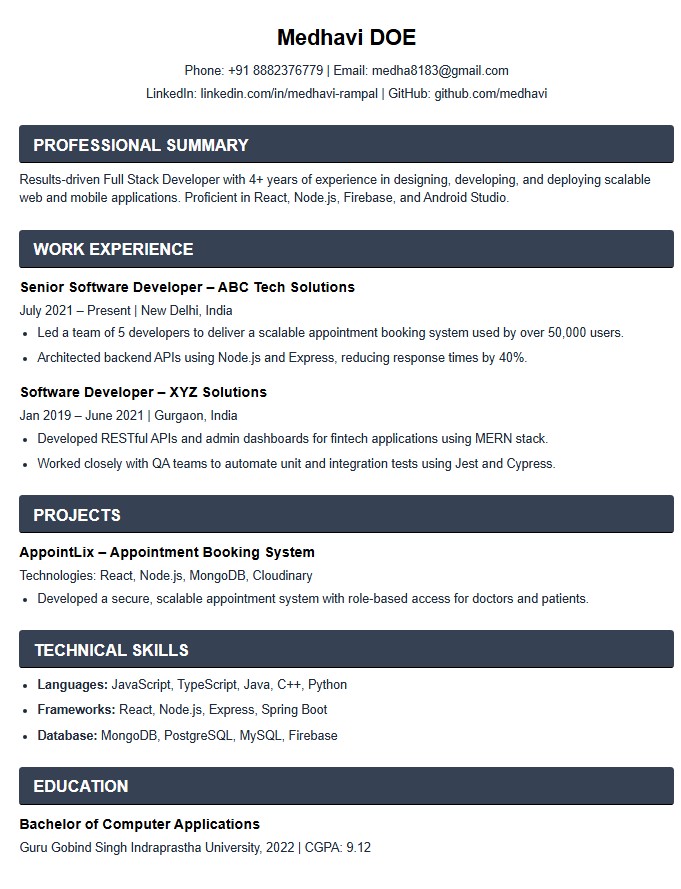 Medhavi DOE
Phone: +91 8882376779 | Email: medha8183@gmail.com
LinkedIn: linkedin.com/in/medhavi-rampal | GitHub: github.com/medhavi
PROFESSIONAL SUMMARY
Results-driven Full Stack Developer with 4+ years of experience in designing, developing, and deploying scalable
web and mobile applications. Proficient in React, Node.js, Firebase, and Android Studio.
WORK EXPERIENCE
Senior Software Developer – ABC Tech Solutions
July 2021 – Present | New Delhi, India
• Led a team of 5 developers to deliver a scalable appointment booking system used by over 50,000 users.
• Architected backend APIs using Node.js and Express, reducing response times by 40%.
Software Developer – XYZ Solutions
Jan 2019 – June 2021 | Gurgaon, India
• Developed RESTful APIs and admin dashboards for fintech applications using MERN stack.
• Worked closely with QA teams to automate unit and integration tests using Jest and Cypress.
PROJECTS
AppointLix – Appointment Booking System
Technologies: React, Node.js, MongoDB, Cloudinary
• Developed a secure, scalable appointment system with role-based access for doctors and patients.
TECHNICAL SKILLS
• Languages: JavaScript, TypeScript, Java, C++, Python
• Frameworks: React, Node.js, Express, Spring Boot
• Database: MongoDB, PostgreSQL, MySQL, Firebase
EDUCATION
Bachelor of Computer Applications
Guru Gobind Singh Indraprastha University, 2022 | CGPA: 9.12